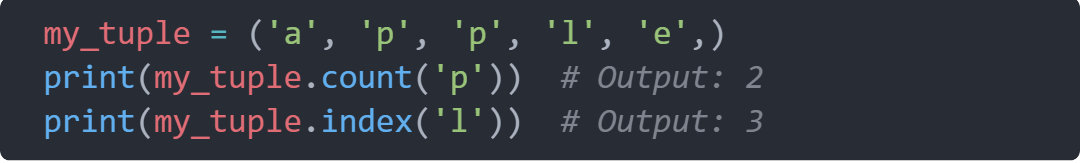 my_tuple = ('a', 'p', 'p', 'l', 'e',)
print(my_tuple.count('p'))  # Output: 2
print(my_tuple.index('l'))  # Output: 3